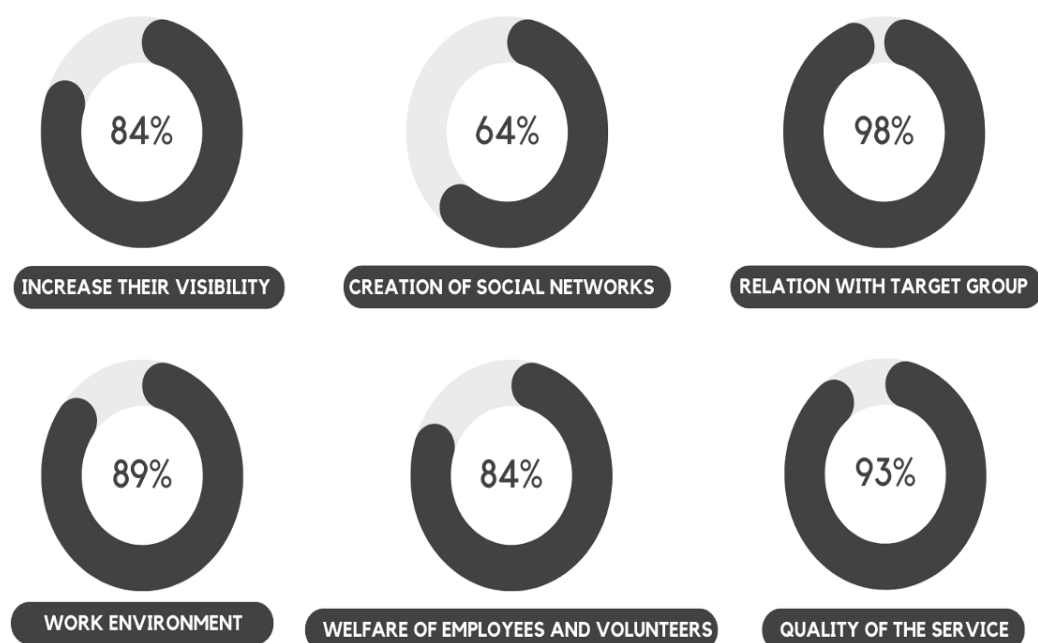 84%
64%
98%
INCREASE THEIR VISIBILITY
CREATION OF SOCIAL NETWORKS
RELATION WITH TARGET GROUP
89%
84%
93%
WORK ENVIRONMENT
WELFARE OF EMPLOYEES AND VOLUNTEERS
QUALITY OF THE SERVICE